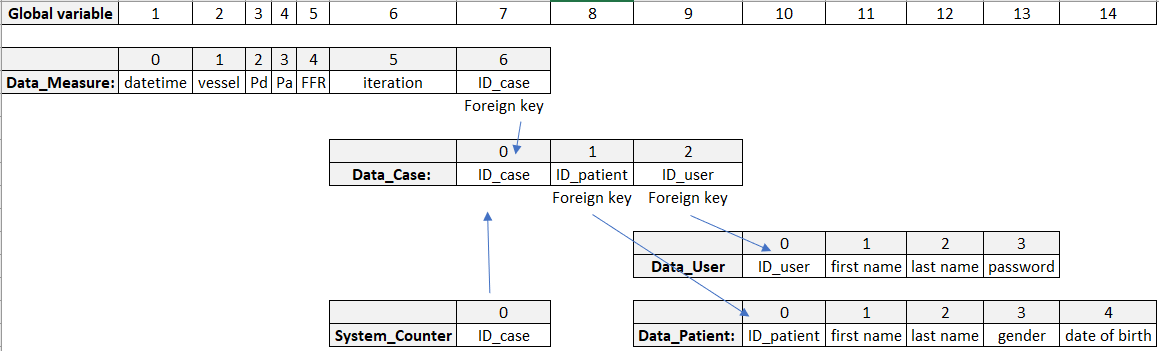 Global variable 1 2 3 4 5 6 7 8 9 10 11 12 13 14
0 1 2 3 4 5 6
Data_Measure: datetime vessel Pd Pa FFR iteration ID_case
Foreign key
0 1 2
Data_Case: ID_case ID_patient ID_user
Foreign key Foreign key
0 1 2 3
Data_User ID_user first name last name password
0 0 1 2 3 4
System_Counter ID_case Data_Patient: ID_patient first name last name gender date of birth